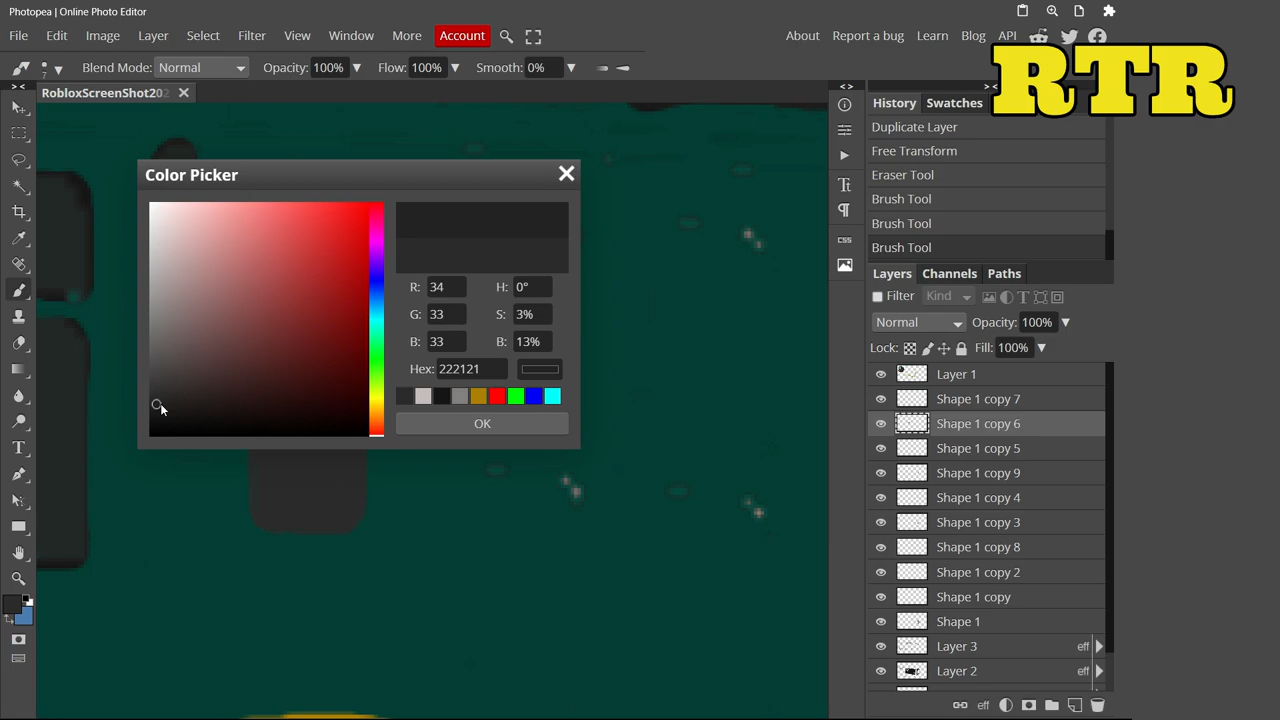 Photopea | Online Photo Editor
File Edit Image Layer Select Filter View Window More Account
About Report a bug Learn Blog API
RTR
7 Blend Mode: Normal Opacity: 100% Flow: 100% Smooth: 0%
RobloxScreenShot202
History Swatches
Duplicate Layer
Free Transform
Eraser Tool
Brush Tool
Brush Tool
Brush Tool
Color Picker
R: 34 H: 0°
G: 33 S: 3%
B: 33 B: 13%
Hex: 222121
OK
CSS
Layers Channels Paths
Filter Kind
Normal Opacity: 100%
Lock: Fill: 100%
Layer 1
Shape 1 copy 7
Shape 1 copy 6
Shape 1 copy 5
Shape 1 copy 9
Shape 1 copy 4
Shape 1 copy 3
Shape 1 copy 8
Shape 1 copy 2
Shape 1 copy
Shape 1
Layer 3 eff
Layer 2 eff
eff